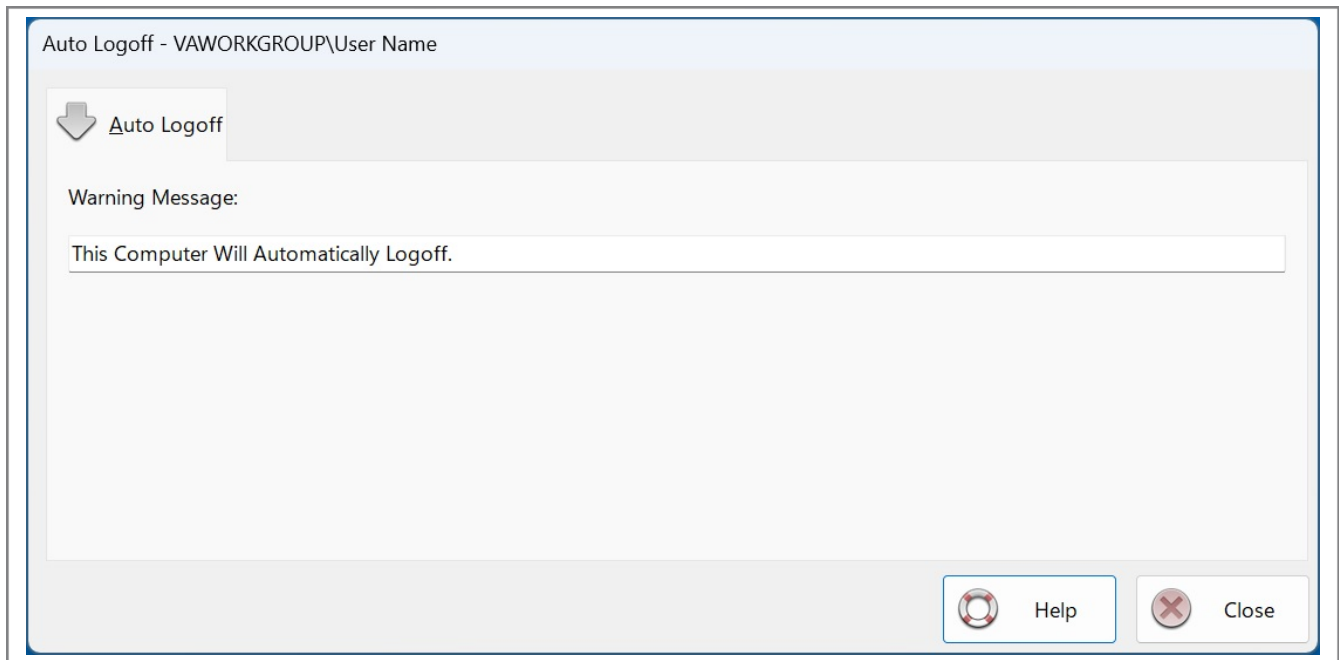 Auto Logoff - VAWORKGROUP\User Name
Auto Logoff
Warning Message:
This Computer Will Automatically Logoff.
Help Close